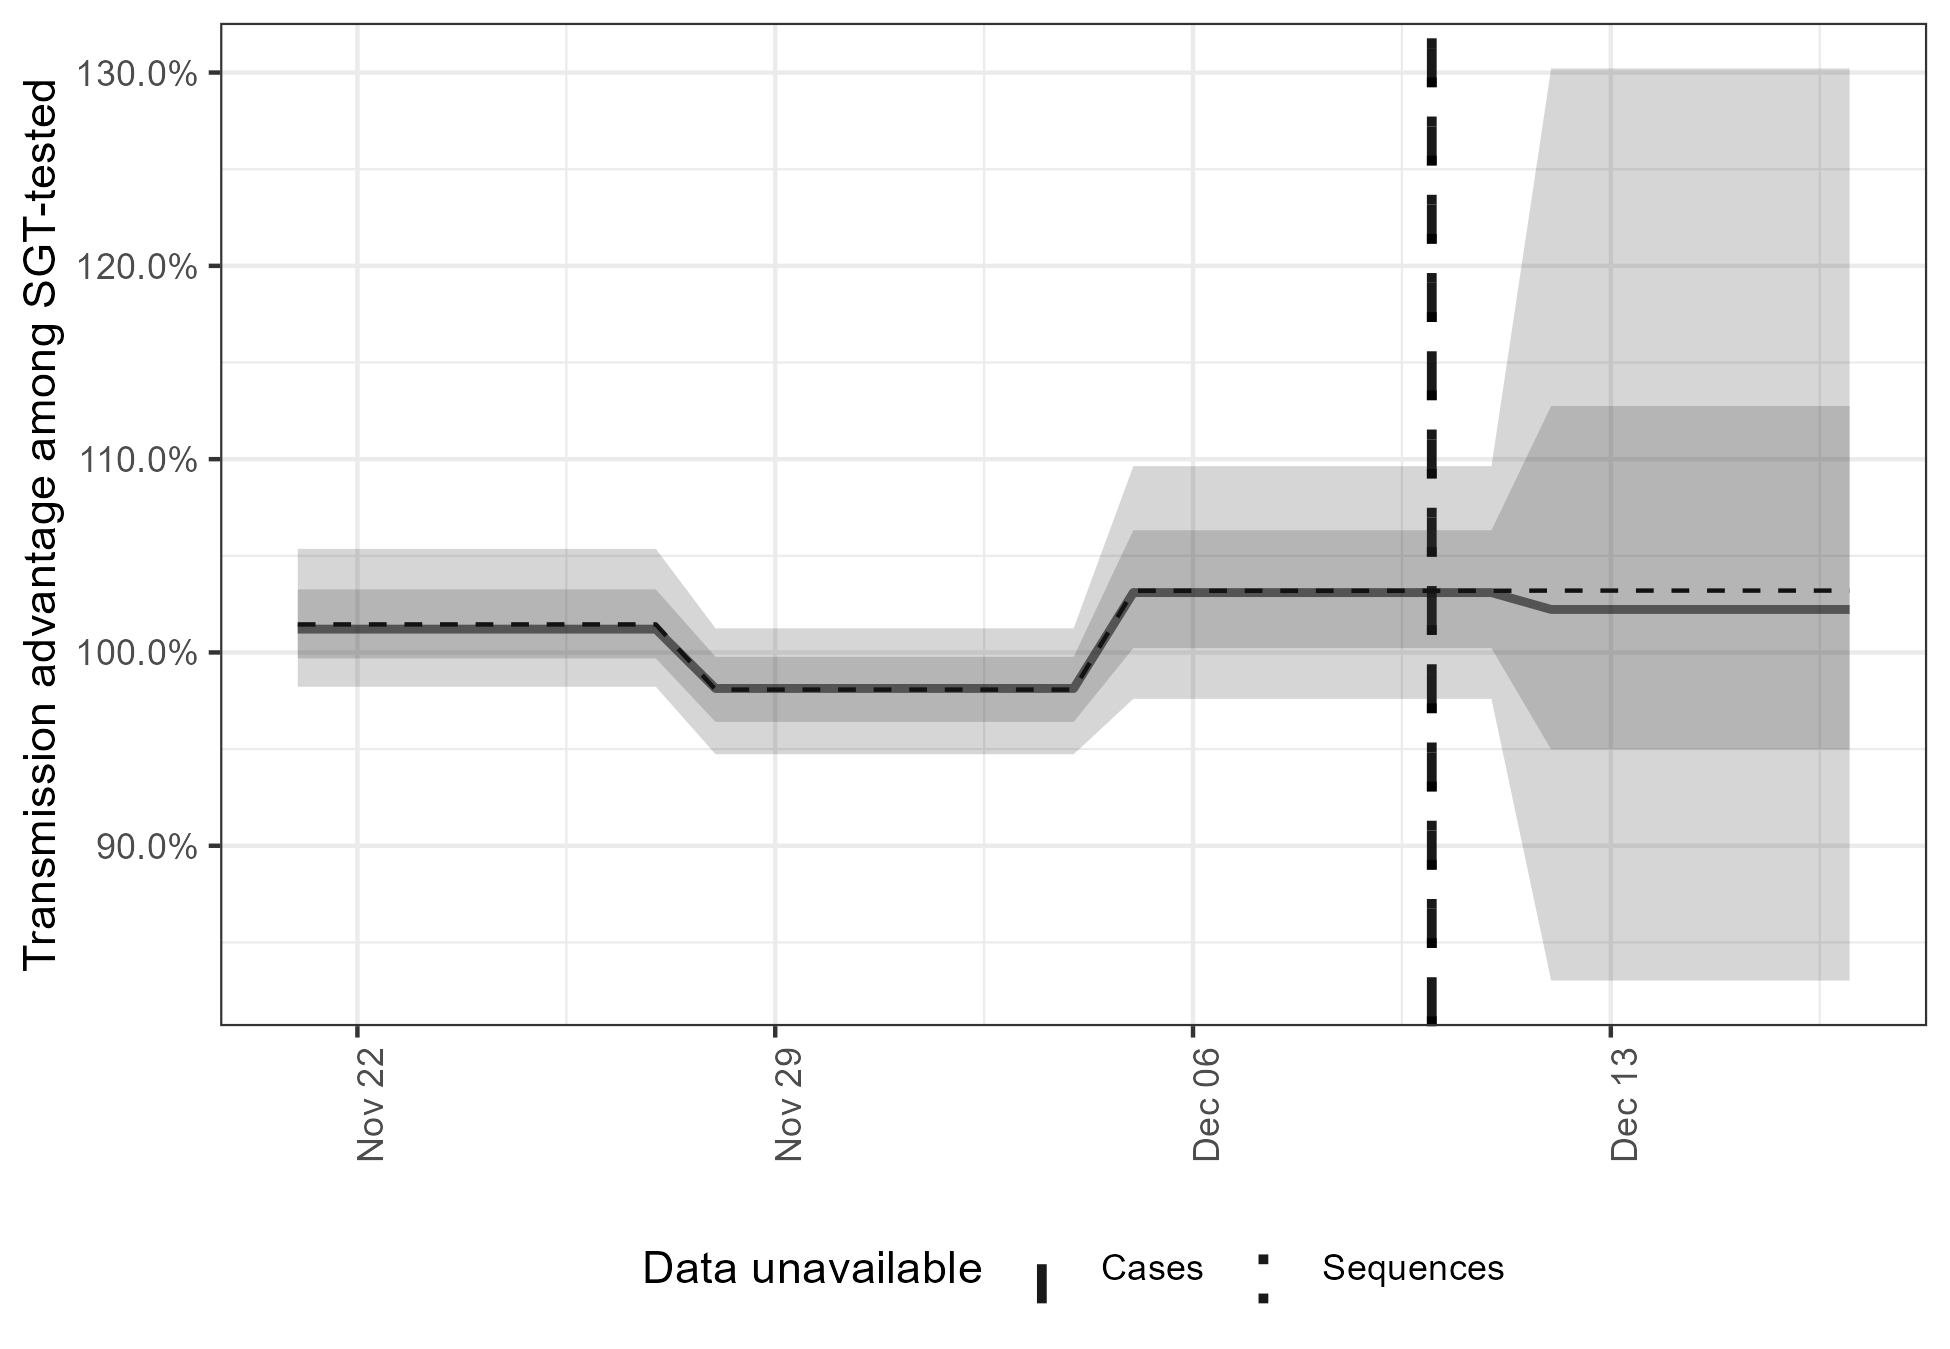 Transmission advantage among SGT-tested
130.0%
120.0%
110.0%
100.0%
90.0%
Nov 22
Nov 29
Dec 06
Dec 13
Data unavailable
Cases
Sequences